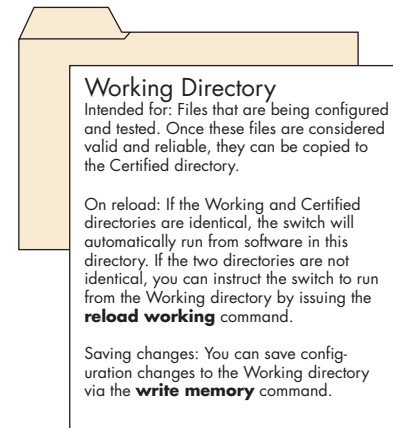 Working Directory
Intended for: Files that are being configured
and tested. Once these files are considered
valid and reliable, they can be copied to
the Certified directory.
On reload: If the Working and Certified
directories are identical, the switch will
automatically run from software in this
directory. If the two directories are not
identical, you can instruct the switch to run
from the Working directory by issuing the
reload working command.
Saving changes: You can save config-
uration changes to the Working directory
via the write memory command.